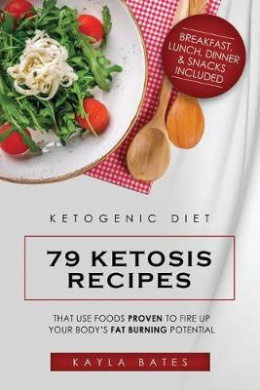 BREAKFAST,
LUNCH, DINNER
& SNACKS
INCLUDED
KETOGENIC DIET
79 KETOSIS
RECIPES
THAT USE FOODS PROVEN TO FIRE UP
YOUR BODY'S FAT BURNING POTENTIAL
KAYLA BATES